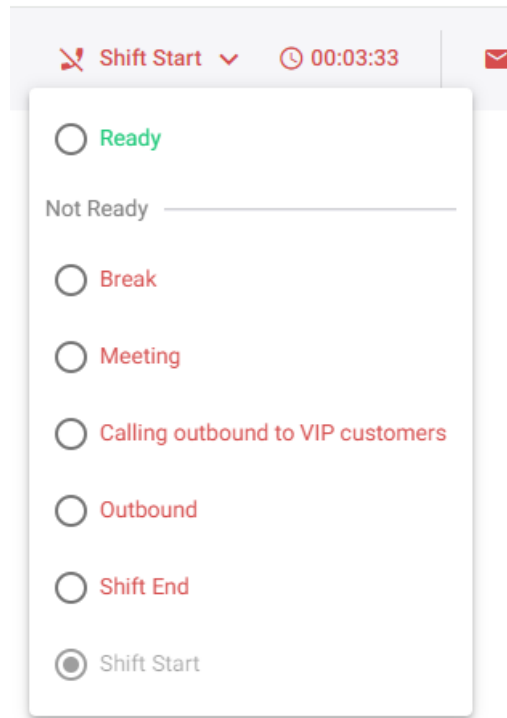 Shift Start 00:03:33
Ready
Not Ready
Break
Meeting
Calling outbound to VIP customers
Outbound
Shift End
Shift Start